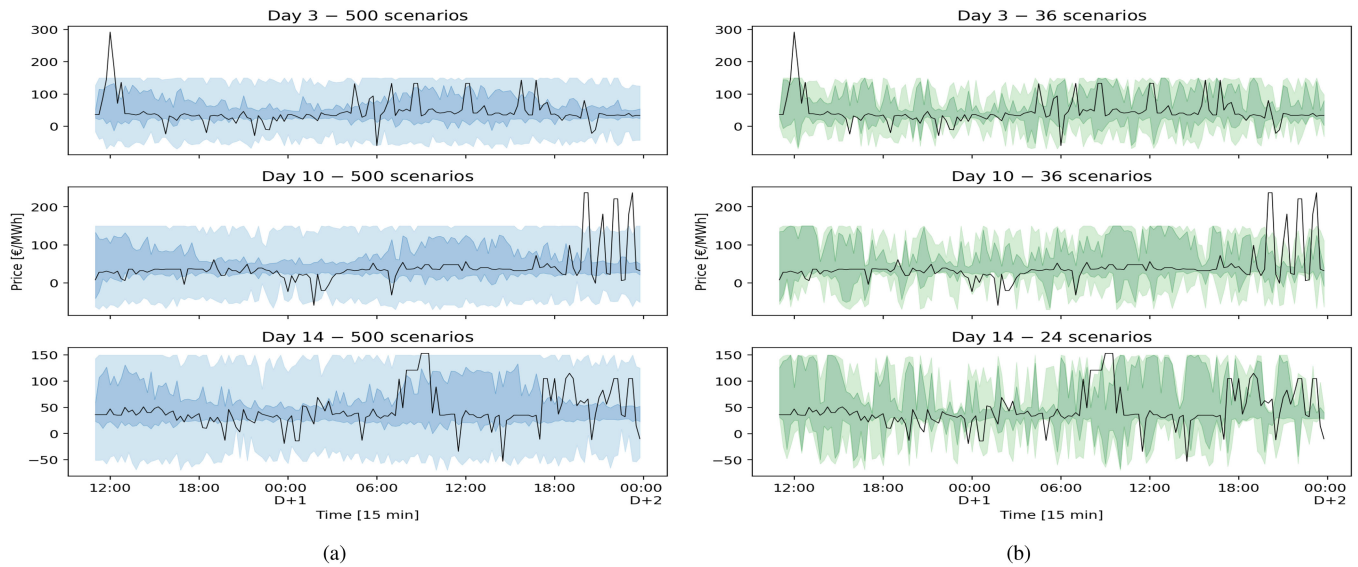 Day 3 − 500 scenarios
300
200
100
0
Day 10 − 500 scenarios
Price [€/MWh]
200
100
0
Day 14 − 500 scenarios
150
100
50
0
−50
12:00 18:00 00:00 06:00 12:00 18:00 00:00
D+1 D+2
Time [15 min]
(a)
Day 3 − 36 scenarios
300
200
100
0
Day 10 − 36 scenarios
Price [€/MWh]
200
100
0
Day 14 − 24 scenarios
150
100
50
0
−50
12:00 18:00 00:00 06:00 12:00 18:00 00:00
D+1 D+2
Time [15 min]
(b)